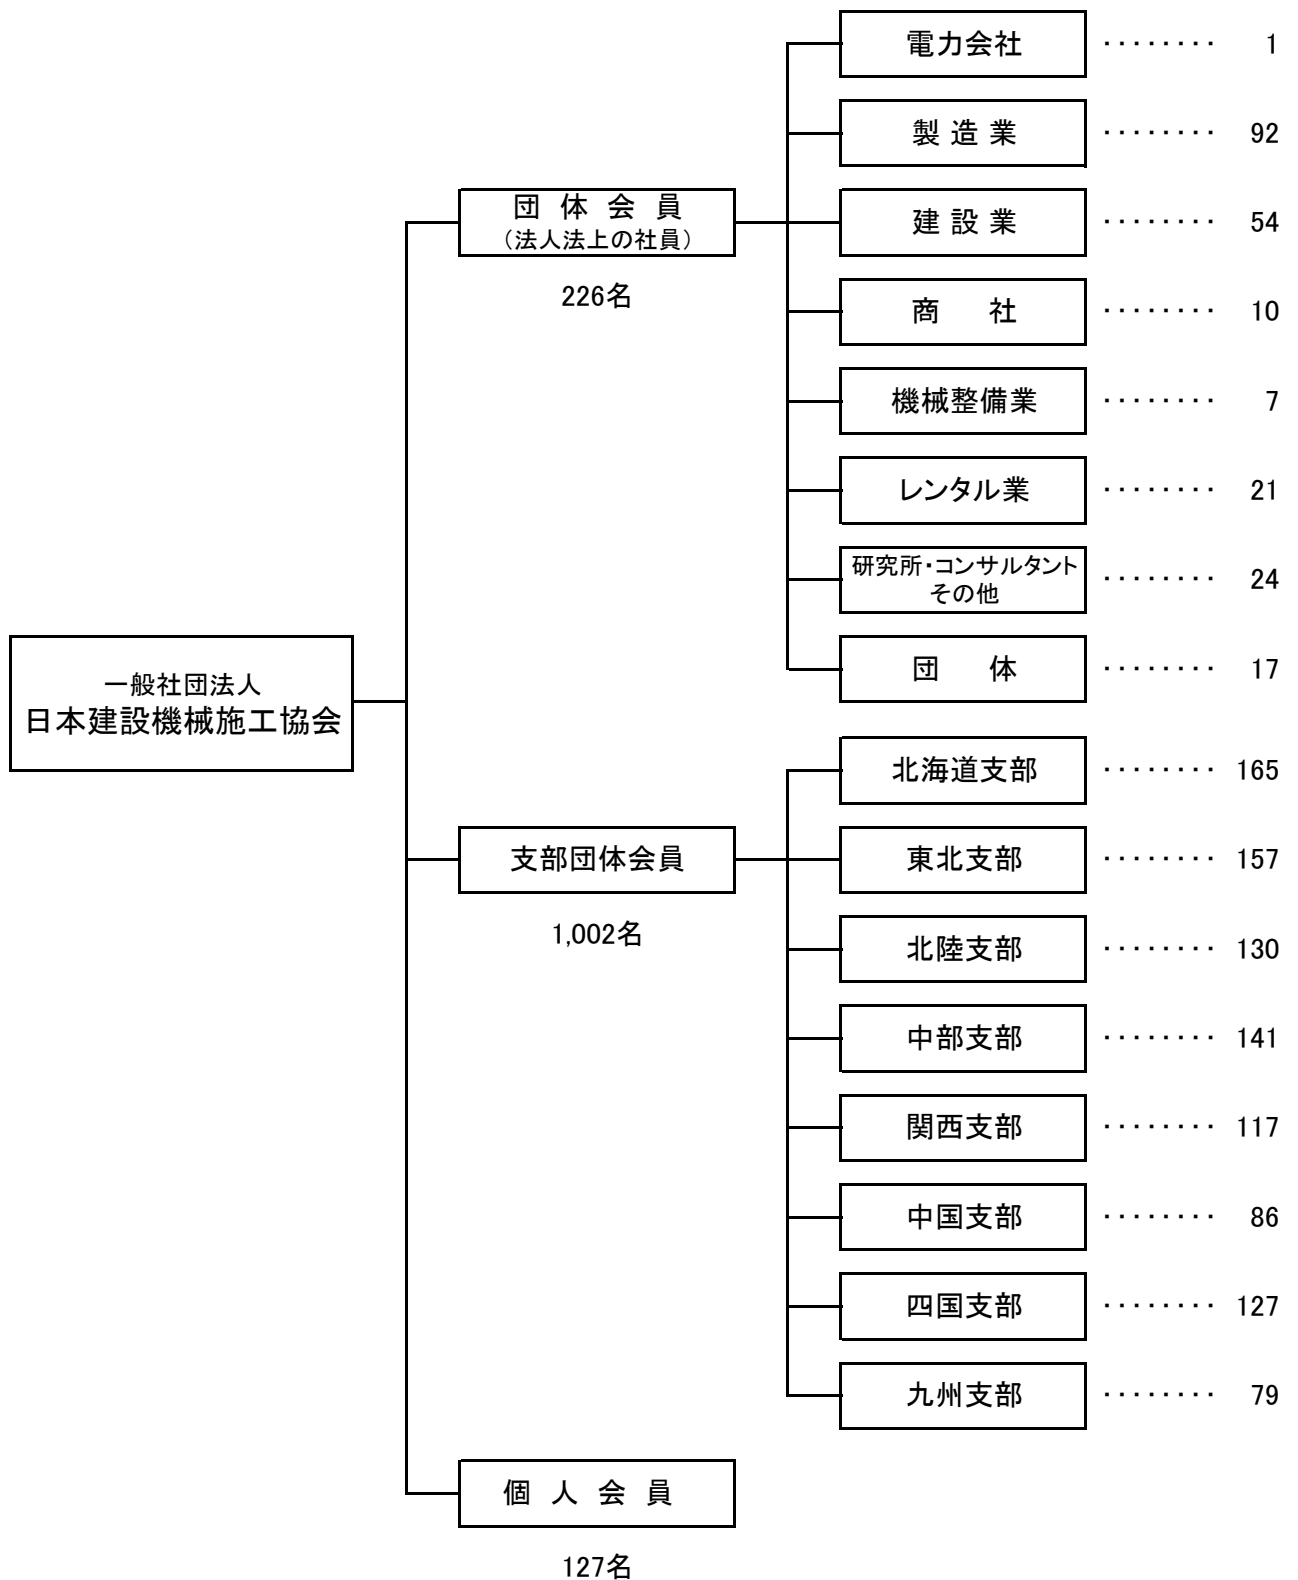 一般社団法人
日本建設機械施工協会
団体会員
(法人法上の社員)
226名
電力会社 ‥‥‥‥ 1
製造業 ‥‥‥‥ 92
建設業 ‥‥‥‥ 54
商社 ‥‥‥‥ 10
機械整備業 ‥‥‥‥ 7
レンタル業 ‥‥‥‥ 21
研究所・コンサルタント
その他 ‥‥‥‥ 24
団体 ‥‥‥‥ 17
支部団体会員
1,002名
北海道支部 ‥‥‥‥ 165
東北支部 ‥‥‥‥ 157
北陸支部 ‥‥‥‥ 130
中部支部 ‥‥‥‥ 141
関西支部 ‥‥‥‥ 117
中国支部 ‥‥‥‥ 86
四国支部 ‥‥‥‥ 127
九州支部 ‥‥‥‥ 79
個人会員
127名